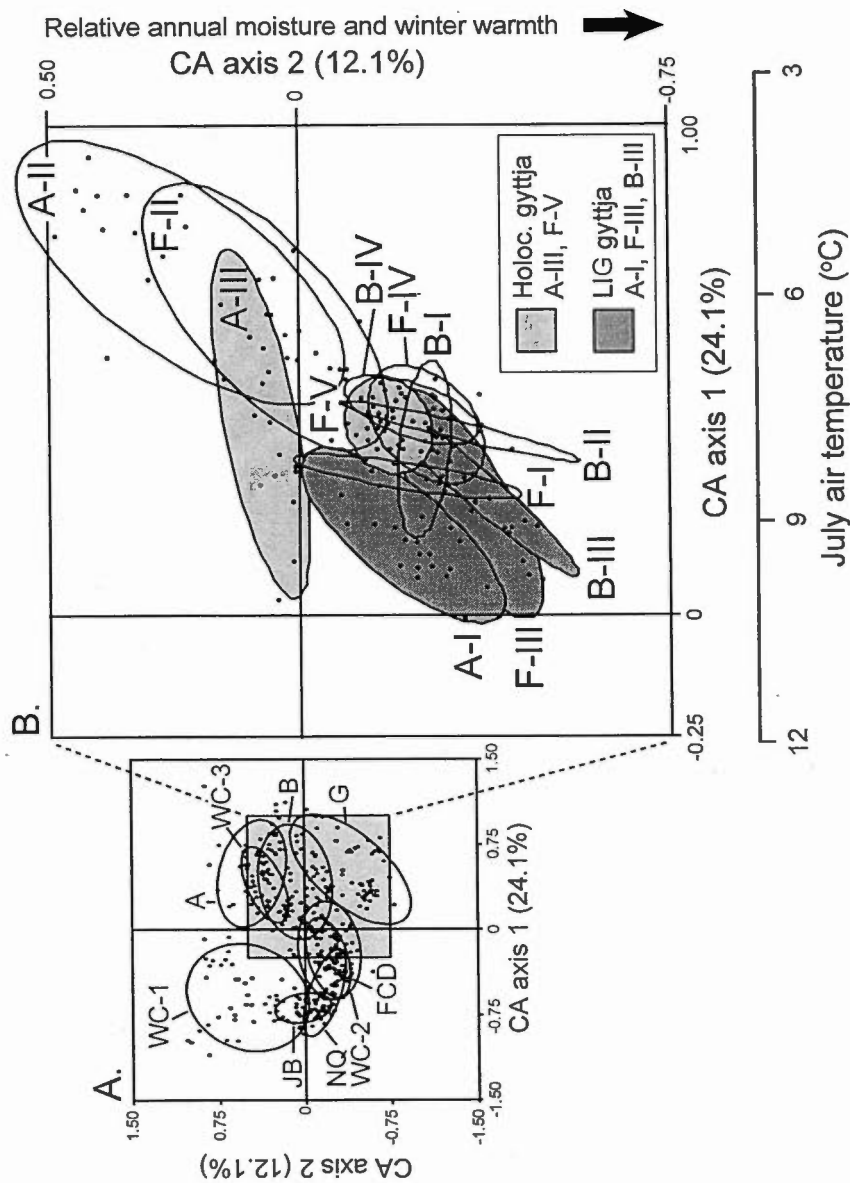 A.
CA axis 2 (12.1%)
1.50
0.75
0
-0.75
-1.50
WC-1
A
WC-3
B
G
JB
NQ
WC-2
FCD
-1.50
-0.75
0
0.75
1.50
CA axis 1 (24.1%)
B.
Relative annual moisture and winter warmth
CA axis 2 (12.1%)
0.50
0
-0.75
A-II
F-II
A-III
F-V
B-IV
F-IV
B-I
B-II
F-I
B-III
A-I
F-III
Holoc. gyttja
A-III, F-V
LIG gyttja
A-I, F-III, B-III
-0.25
0
1.00
CA axis 1 (24.1%)
12
9
6
3
July air temperature (ºC)